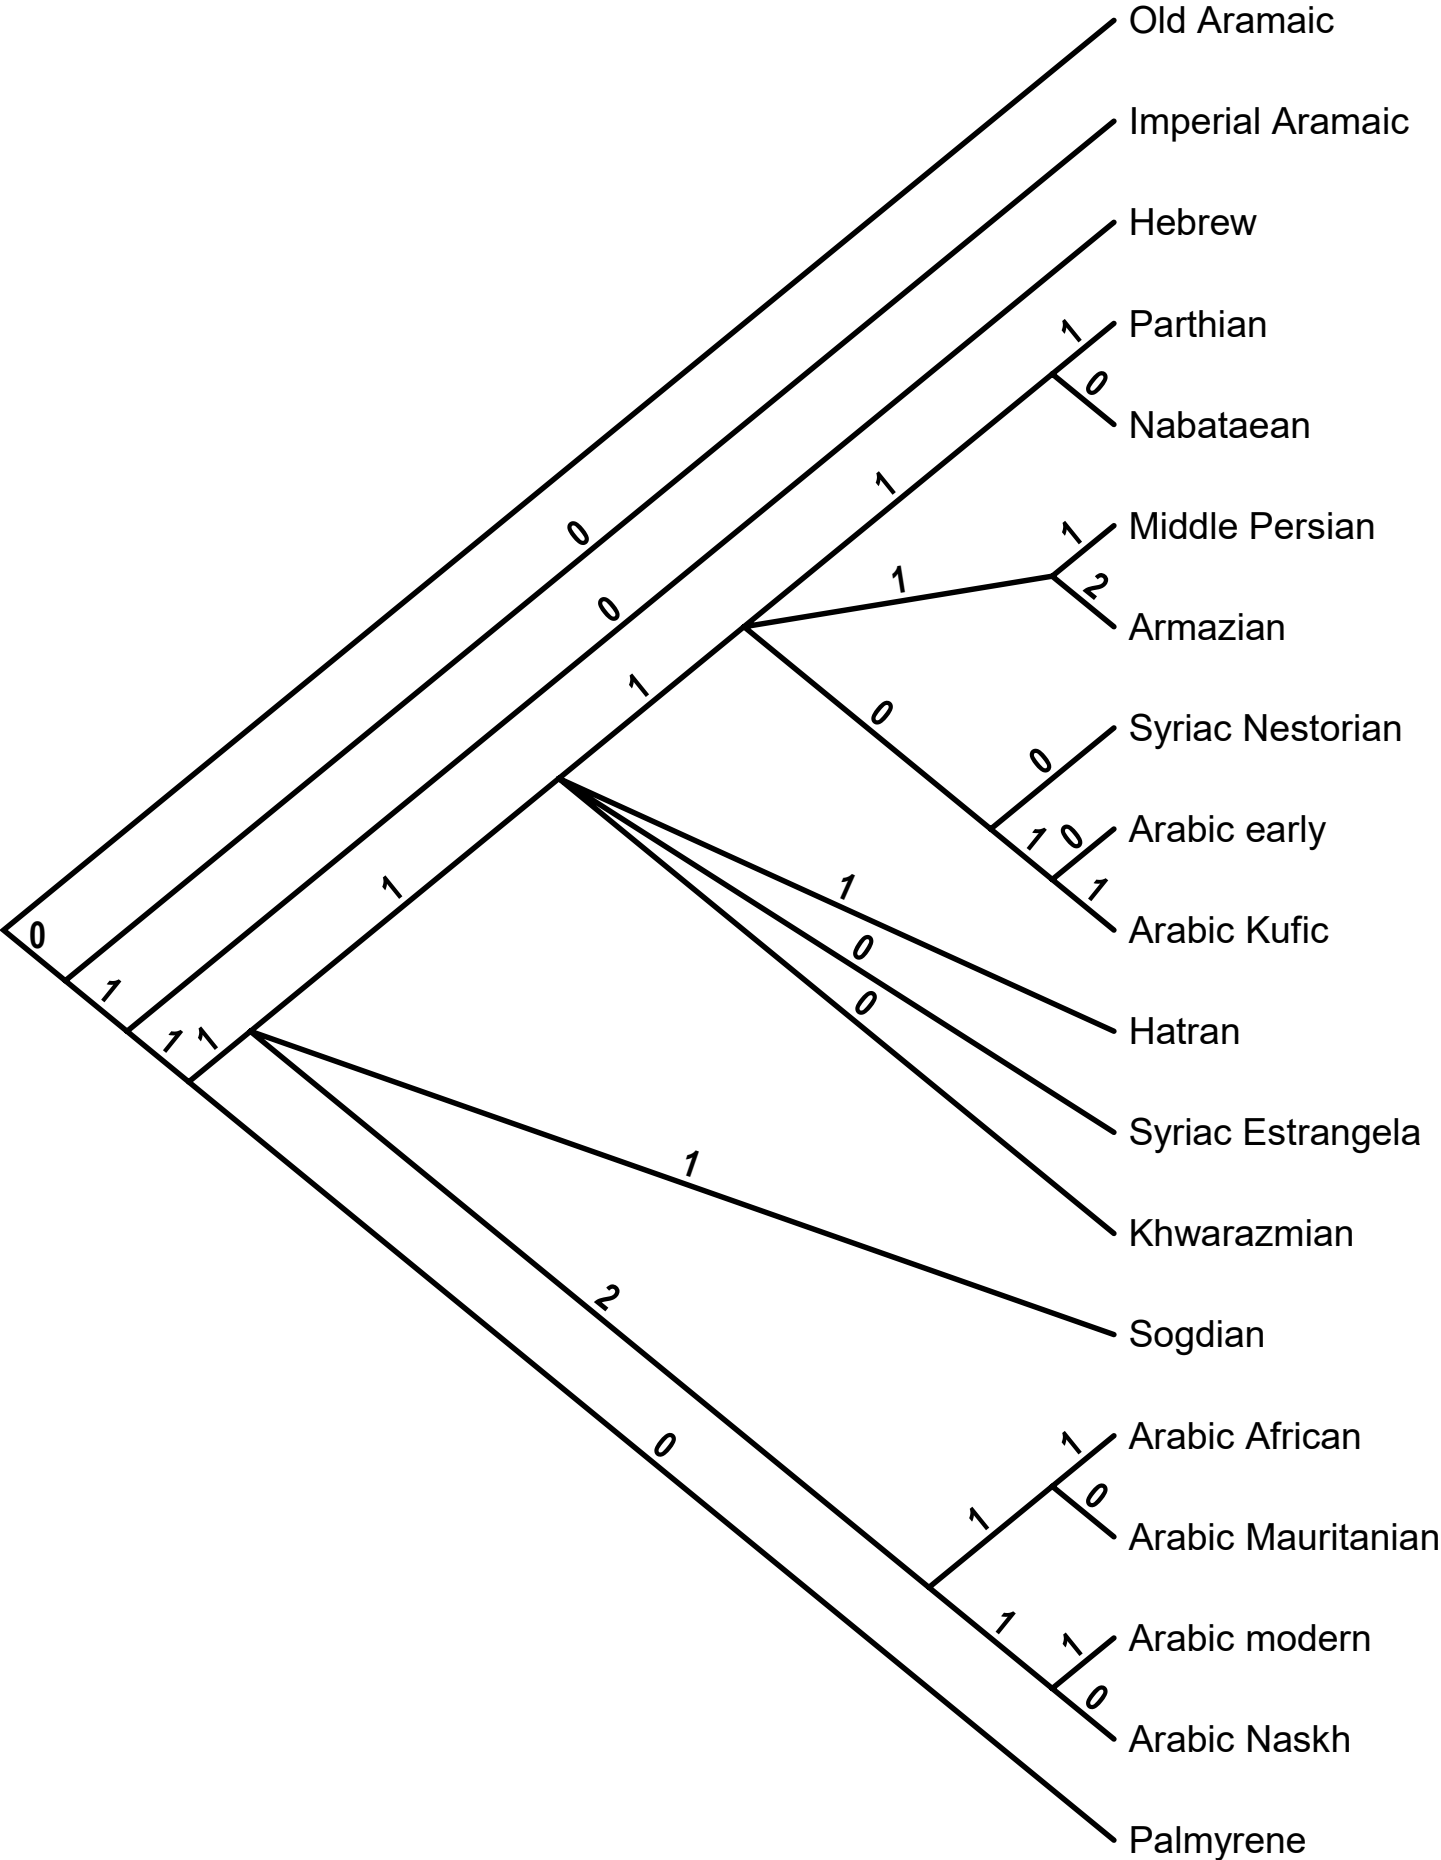 Old Aramaic
Imperial Aramaic
Hebrew
1 Parthian
0 Nabataean
1
1 Middle Persian
0
1
2 Armazian
0
1
0
Syriac Nestorian
0
1 0 Arabic early
1
1
1 Arabic Kufic
0
0
1
0
Hatran
1 1
Syriac Estrangela
1
Khwarazmian
2
Sogdian
1 Arabic African
0
0
1
Arabic Mauritanian
1
1 Arabic modern
0
Arabic Naskh
Palmyrene